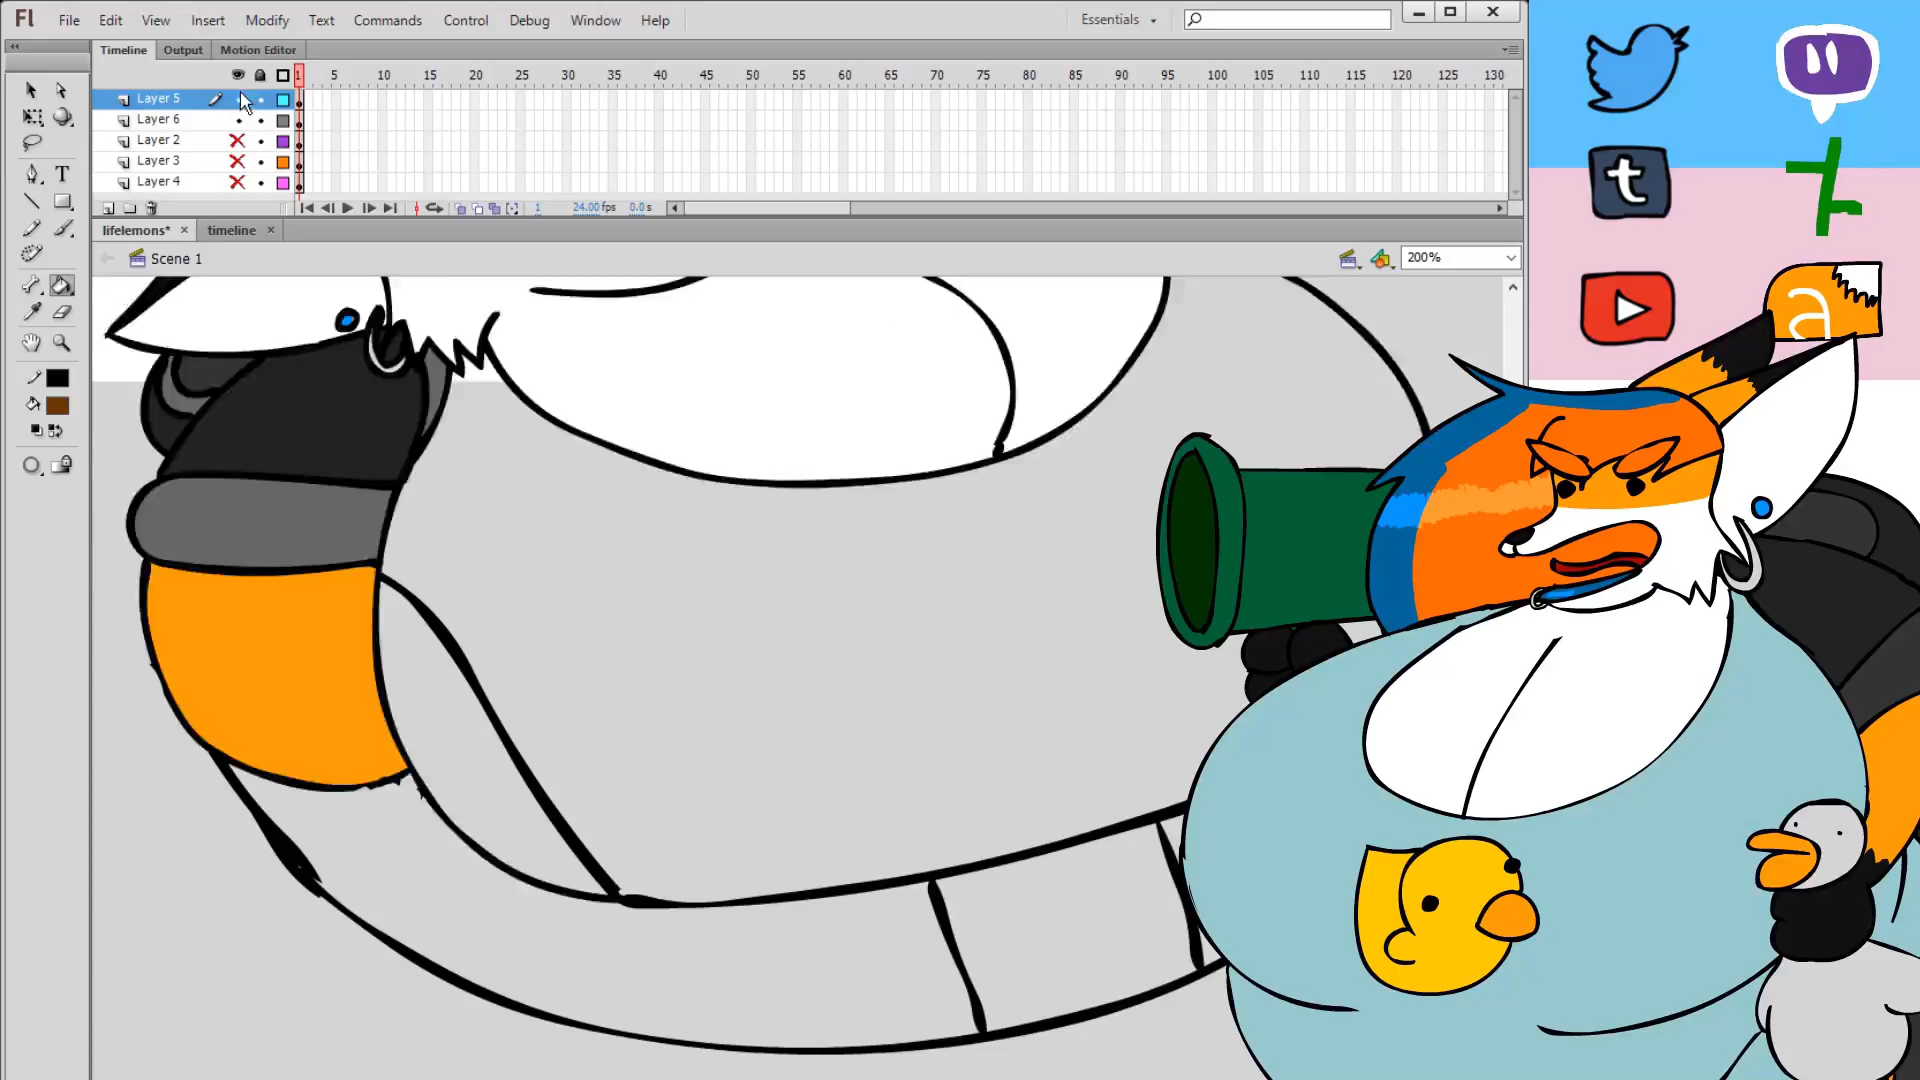 Fl File Edit View Insert Modify Text Commands Control Debug Window Help Essentials
Timeline Output Motion Editor
1 5 10 15 20 25 30 35 40 45 50 55 60 65 70 75 80 85 90 95 100 105 110 115 120 125 130
Layer 5
Layer 6
Layer 2
Layer 3
Layer 4
1 24.00 fps 0.0 s
lifelemons* timeline
Scene 1 200%
T
t
a